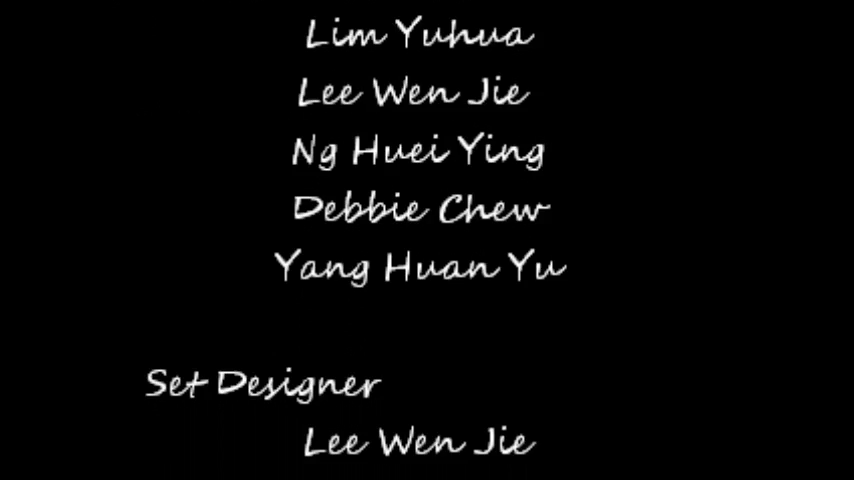 Lim Yuhua
Lee Wen Jie
Ng Huei Ying
Debbie Chew
Yang Huan Yu
Set Designer
Lee Wen Jie